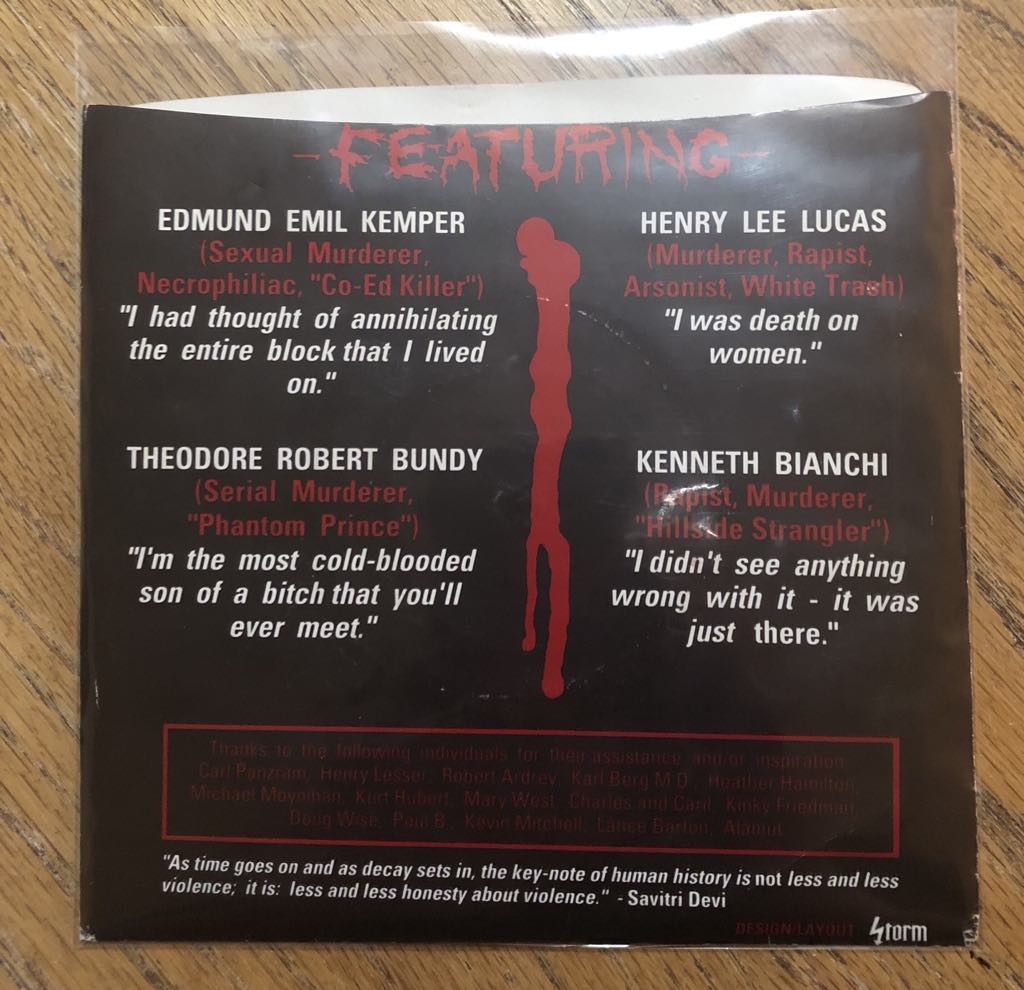 -FEATURING-
EDMUND EMIL KEMPER
(Sexual Murderer,
Necrophiliac, "Co-Ed Killer")
"I had thought of annihilating
the entire block that I lived
on."
HENRY LEE LUCAS
(Murderer, Rapist,
Arsonist, White Trash)
"I was death on
women."
THEODORE ROBERT BUNDY
(Serial Murderer,
"Phantom Prince")
"I'm the most cold-blooded
son of a bitch that you'll
ever meet."
KENNETH BIANCHI
(Rapist, Murderer,
"Hillside Strangler")
"I didn't see anything
wrong with it - it was
just there."
Thanks to the following individuals for their assistance and/or inspiration
Carl Panzram, Henry Lesser, Robert Ardrey, Karl Berg M.D., Heather Hamilton,
Michael Moynihan, Kurt Hubert, Mary West, Charles and Caril, Kinky Friedman,
Doug Wise, Paul B., Kevin Mitchell, Lance Barton, Alamut
"As time goes on and as decay sets in, the key-note of human history is not less and less
violence; it is: less and less honesty about violence." - Savitri Devi
DESIGN/LAYOUT Storm